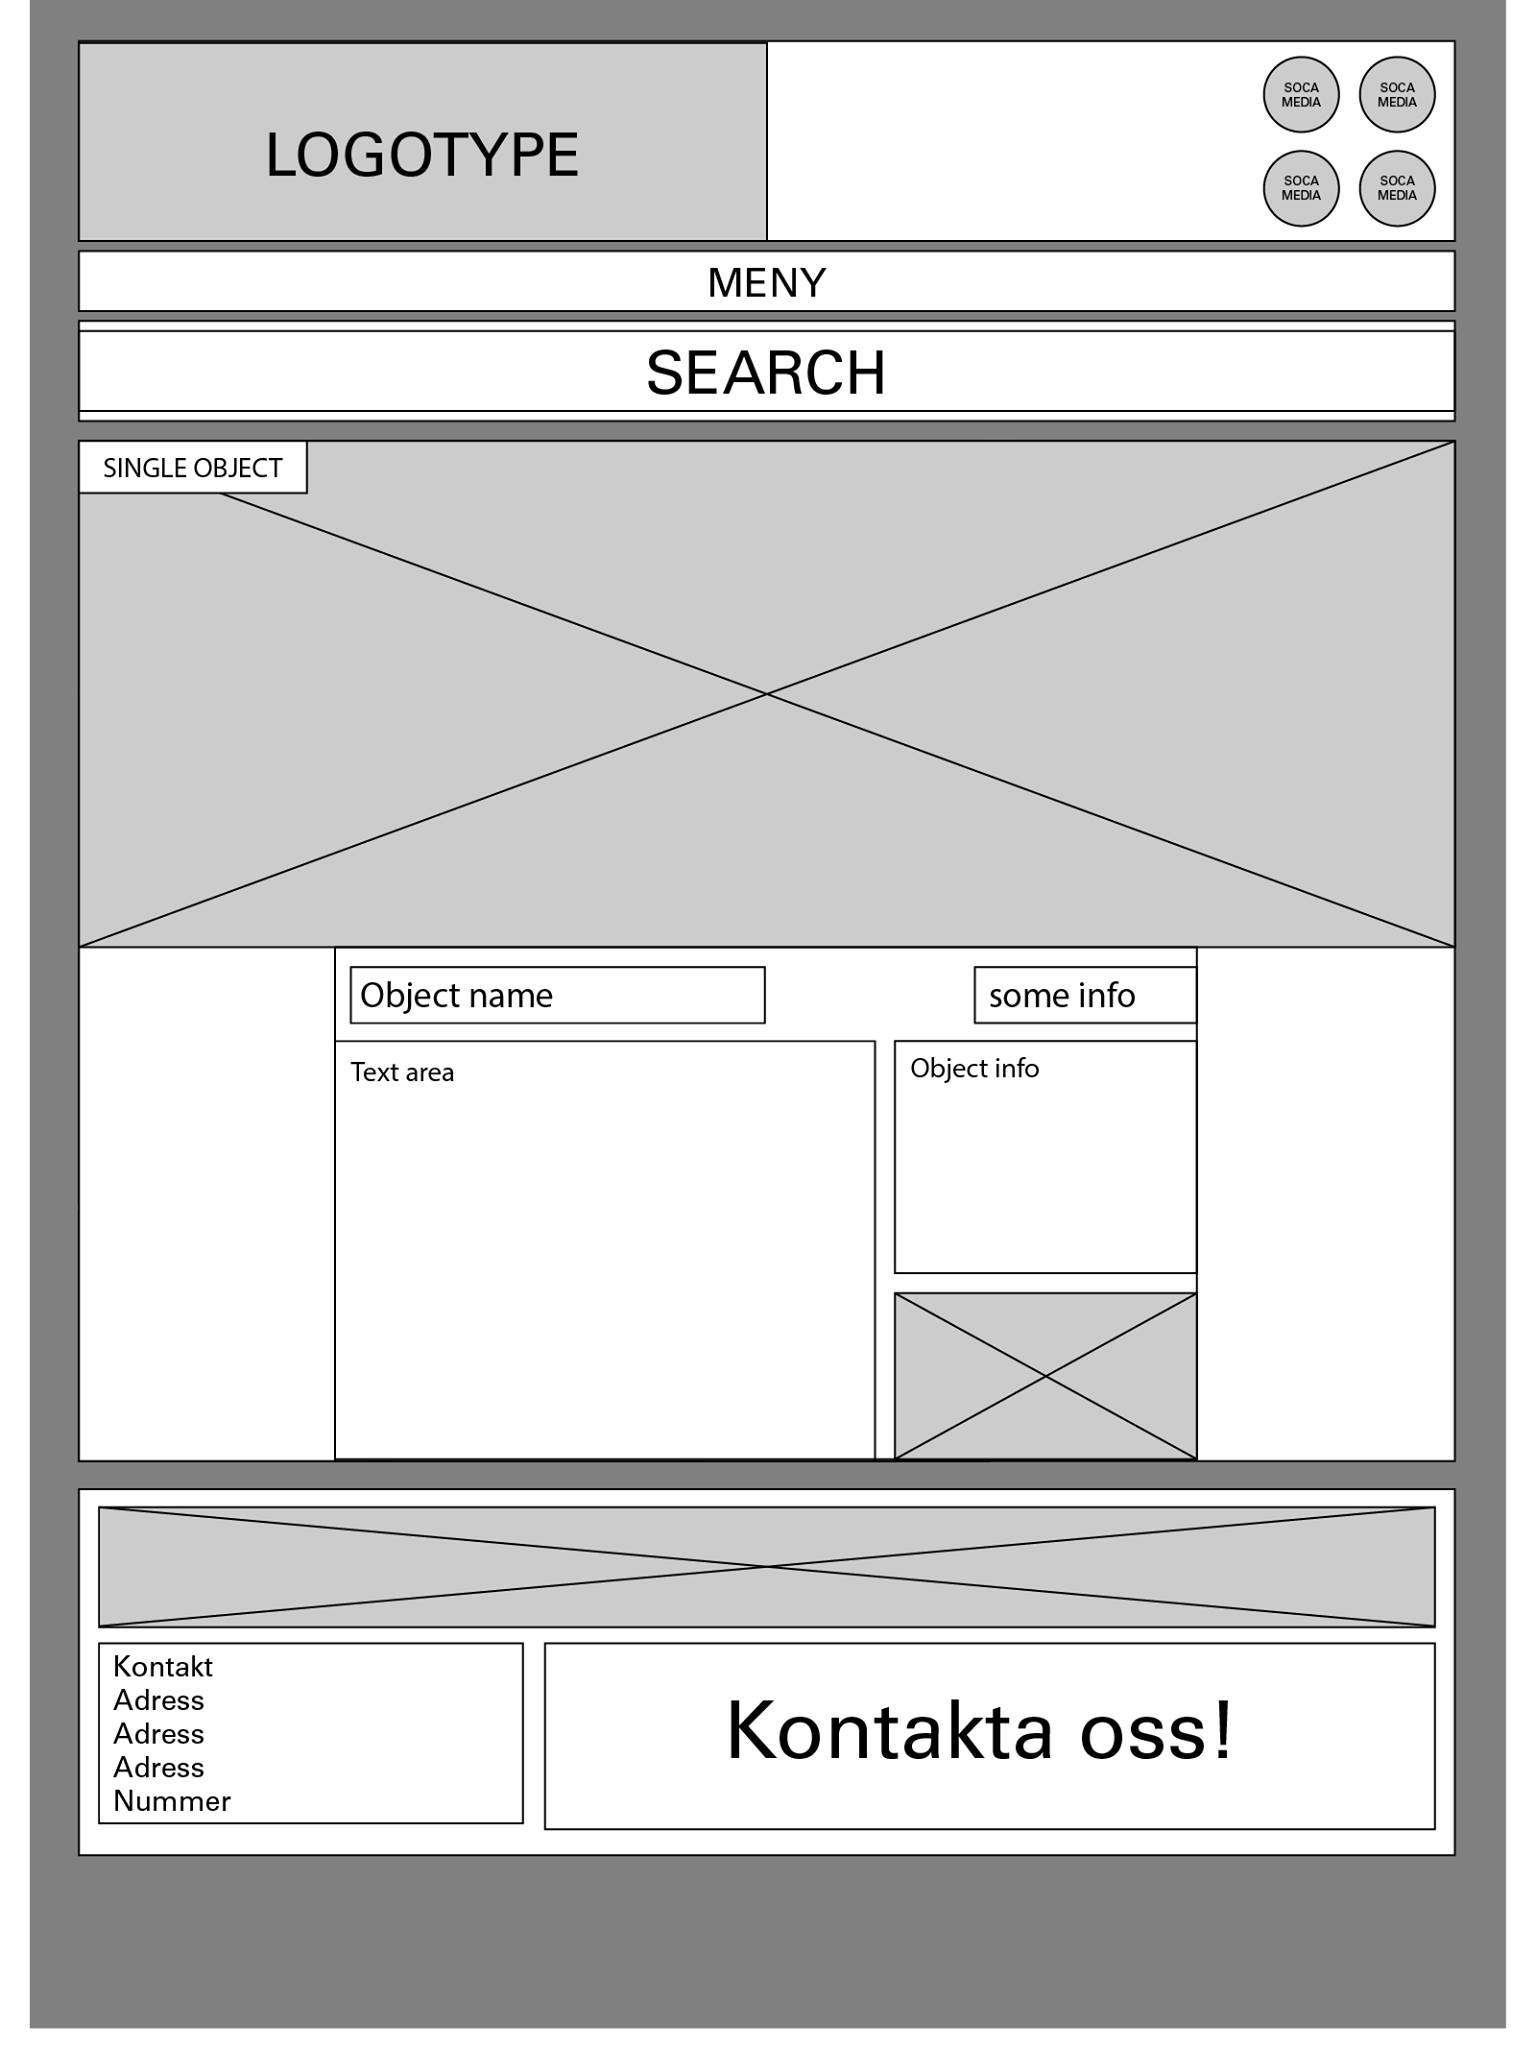 LOGOTYPE
SOCA
MEDIA
SOCA
MEDIA
SOCA
MEDIA
SOCA
MEDIA
MENY
SEARCH
SINGLE OBJECT
Object name
some info
Text area
Object info
Kontakt
Adress
Adress
Adress
Nummer
Kontakta oss!